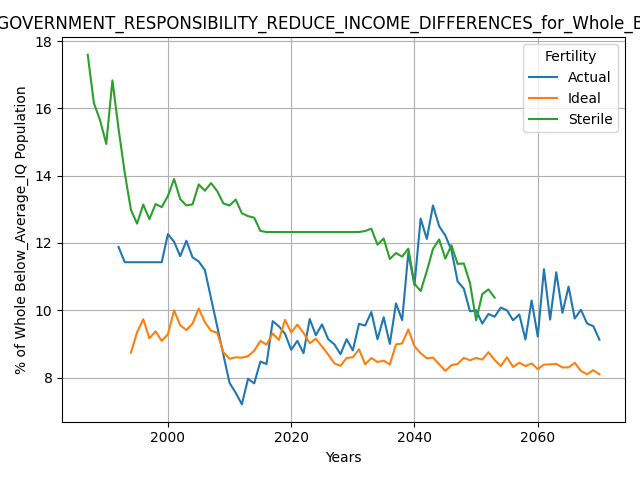 GOVERNMENT_RESPONSIBILITY_REDUCE_INCOME_DIFFERENCES_for_Whole_B
18
16
14
12
10
8
% of Whole Below_Average_IQ Population
Fertility
Actual
Ideal
Sterile
2000
2020
2040
2060
Years